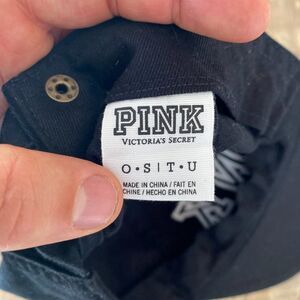 PINK
VICTORIA'S SECRET
O • S | T • U
MADE IN CHINA / FAIT EN
CHINE / HECHO EN CHINA